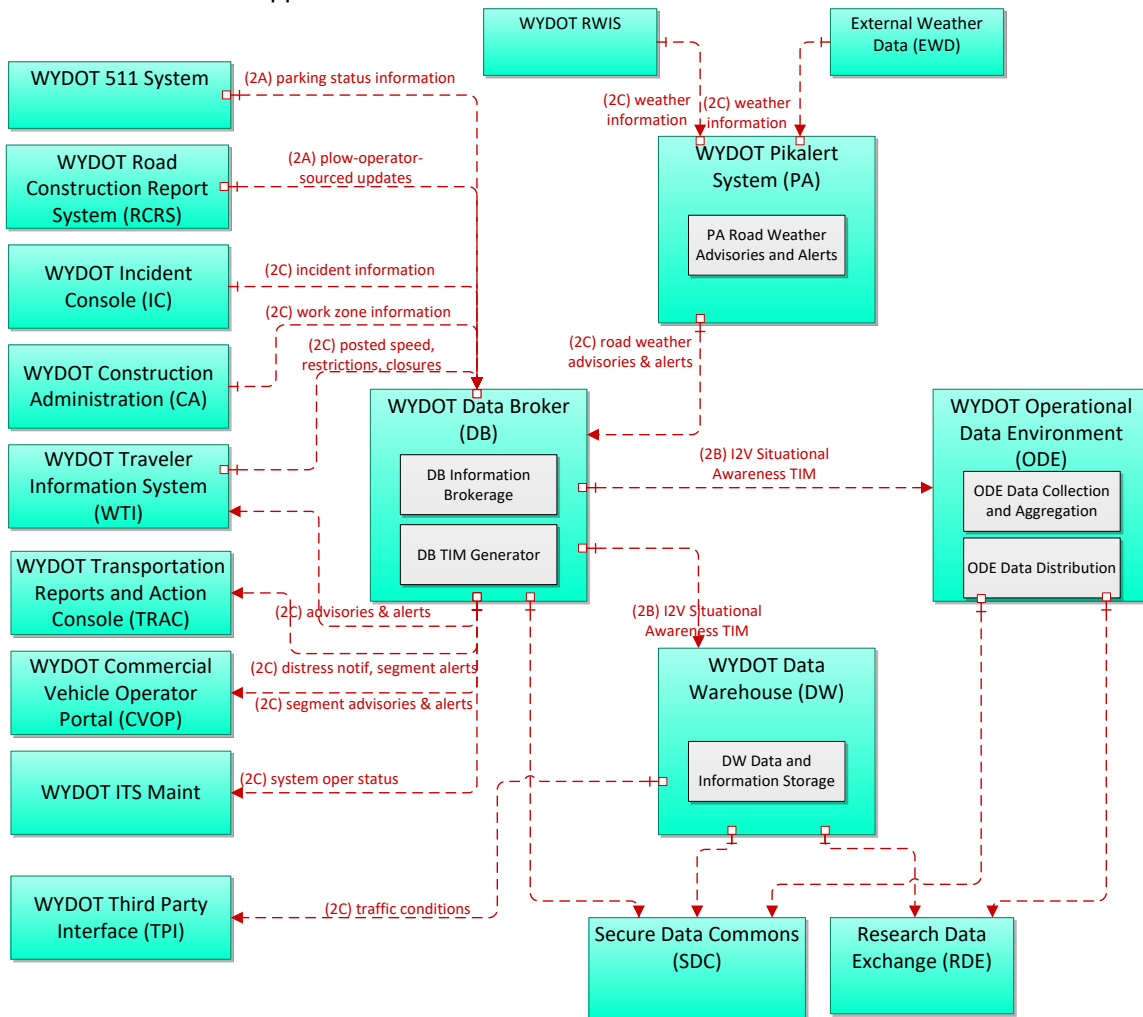 WYDOT RWIS
External Weather
Data (EWD)
WYDOT 511 System
(2A) parking status information
(2C) weather
information
(2C) weather
information
WYDOT Road
Construction Report
System (RCRS)
(2A) plow-operator-
sourced updates
WYDOT Pikalert
System (PA)
PA Road Weather
Advisories and Alerts
WYDOT Incident
Console (IC)
(2C) incident information
(2C) work zone information
(2C) posted speed,
restrictions, closures
(2C) road weather
advisories & alerts
WYDOT Construction
Administration (CA)
WYDOT Data Broker
(DB)
DB Information
Brokerage
DB TIM Generator
WYDOT Operational
Data Environment
(ODE)
ODE Data Collection
and Aggregation
ODE Data Distribution
(2B) I2V Situational
Awareness TIM
WYDOT Traveler
Information System
(WTI)
WYDOT Transportation
Reports and Action
Console (TRAC)
(2C) advisories & alerts
(2B) I2V Situational
Awareness TIM
WYDOT Commercial
Vehicle Operator
Portal (CVOP)
(2C) distress notif, segment alerts
(2C) segment advisories & alerts
WYDOT Data
Warehouse (DW)
DW Data and
Information Storage
WYDOT ITS Maint
(2C) system oper status
WYDOT Third Party
Interface (TPI)
(2C) traffic conditions
Secure Data Commons
(SDC)
Research Data
Exchange (RDE)